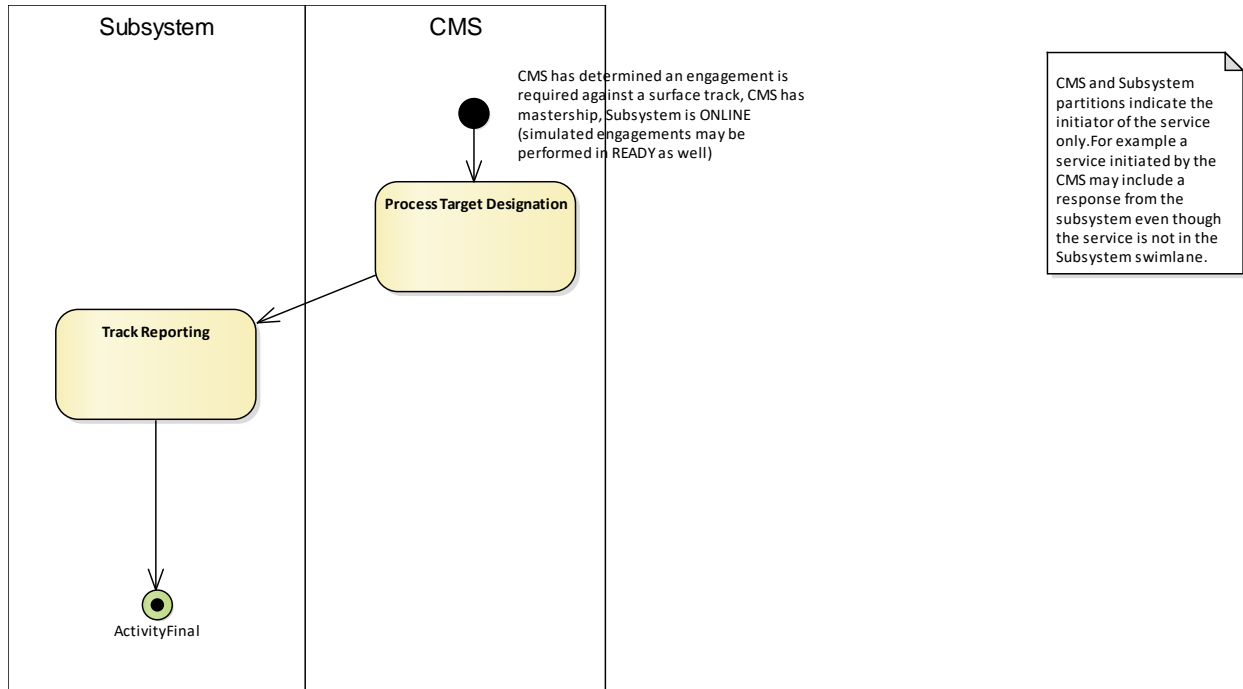 Subsystem
CMS
CMS has determined an engagement is
required against a surface track, CMS has
mastership, Subsystem is ONLINE
(simulated engagements may be
performed in READY as well)
CMS and Subsystem
partitions indicate the
initiator of the service
only.For example a
service initiated by the
CMS may include a
response from the
subsystem even though
the service is not in the
Subsystem swimlane.
Process Target Designation
Track Reporting
ActivityFinal